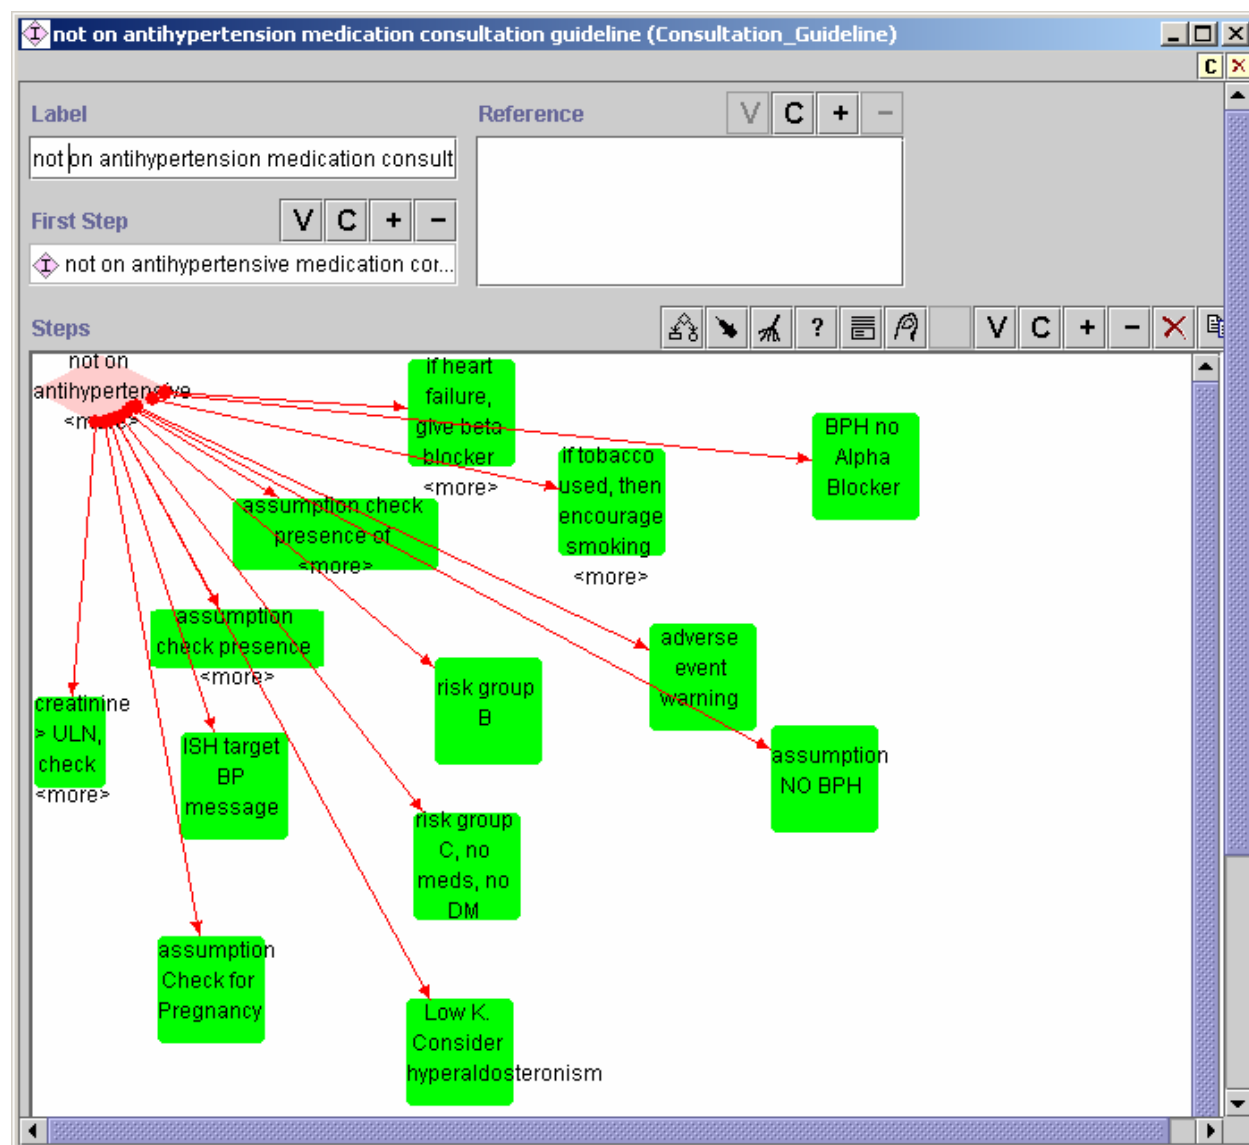 not on antihypertension medication consultation guideline (Consultation_Guideline)
C
Label
Reference
V C + −
not on antihypertension medication consult
First Step
V C + −
not on antihypertensive medication cor...
Steps
? V C + −
not on
antihypertensive
<more>
if heart
failure,
give beta
blocker
<more>
BPH no
Alpha
Blocker
if tobacco
used, then
encourage
smoking
<more>
assumption check
presence of
<more>
assumption
check presence
<more>
adverse
event
warning
risk group
B
creatinine
> ULN,
check
<more>
ISH target
BP
message
assumption
NO BPH
risk group
C, no
meds, no
DM
assumption
Check for
Pregnancy
Low K.
Consider
hyperaldosteronism